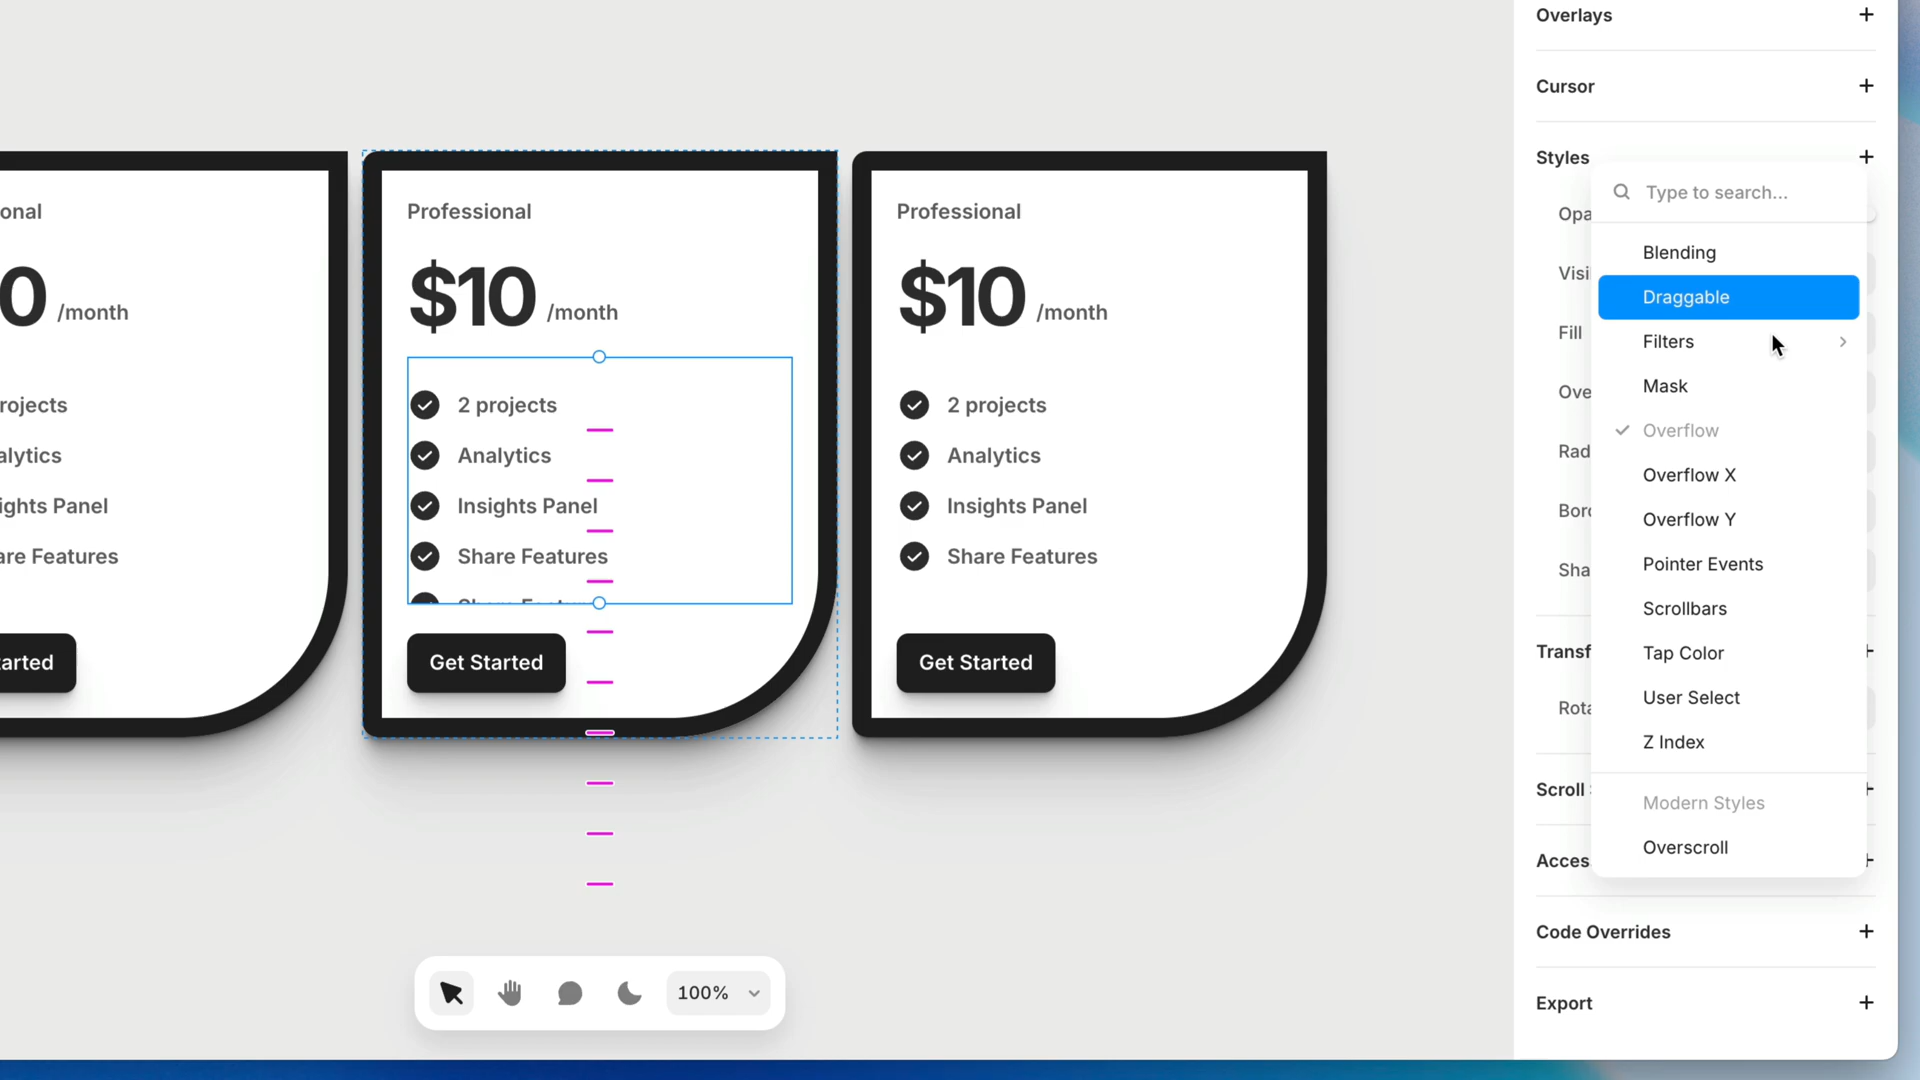 Overlays
Cursor
Styles
Type to search...
Opa
Visi
Fill
Ove
Rad
Bord
Sha
Transf
Rota
Scroll
Acces
Code Overrides
Export
Blending
Draggable
Filters
Mask
Overflow
Overflow X
Overflow Y
Pointer Events
Scrollbars
Tap Color
User Select
Z Index
Modern Styles
Overscroll
onal
0 /month
rojects
alytics
ights Panel
are Features
tarted
Professional
$10 /month
2 projects
Analytics
Insights Panel
Share Features
Get Started
Professional
$10 /month
2 projects
Analytics
Insights Panel
Share Features
Get Started
100%